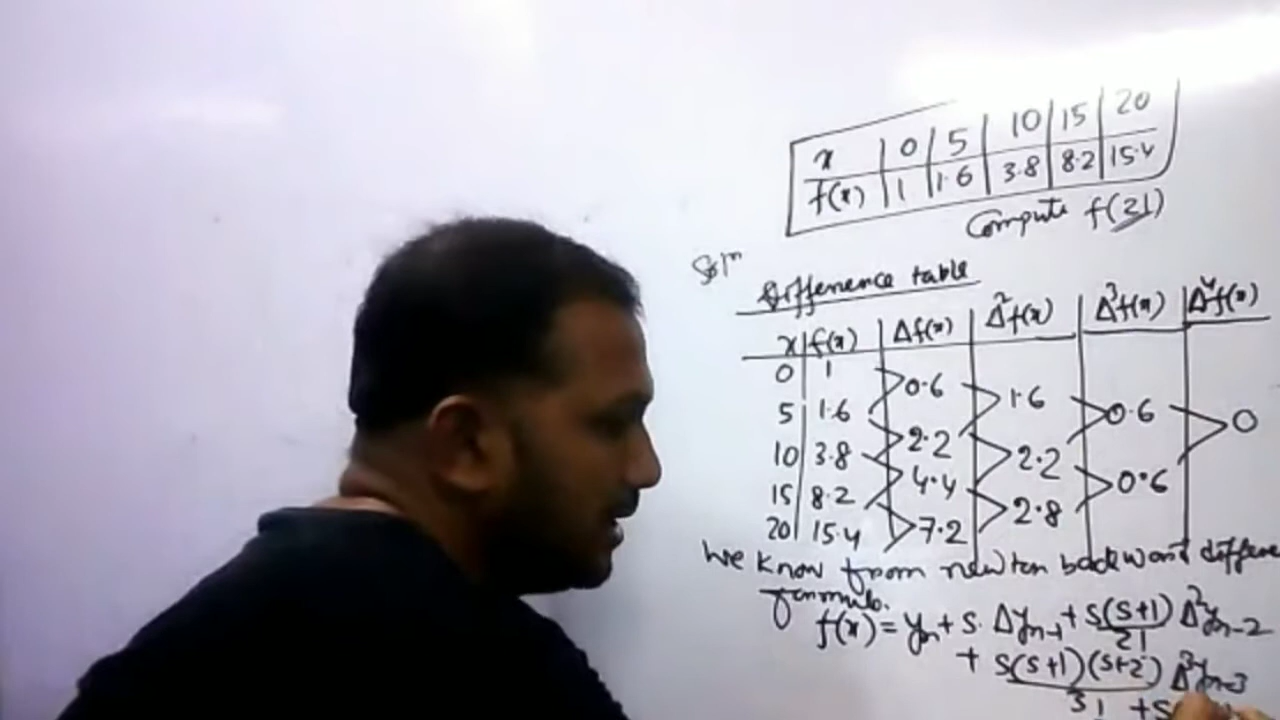 x | 0 | 5 | 10 | 15 | 20
f(x) | 1 | 1.6 | 3.8 | 8.2 | 15.4
Compute f(21)
Solⁿ
Difference table
x | f(x) | Δf(x) | Δ²f(x) | Δ³f(x) | Δ⁴f(x)
0 1
0.6
5 1.6 1.6
2.2 0.6
10 3.8 2.2 0
4.4 0.6
15 8.2 2.8
7.2
20 15.4
We know from newton backward
formula.
f(x) = yₙ + s. Δyₙ₋₁ + s(s+1)/2! Δ²yₙ₋₂
+ s(s+1)(s+2)/3! Δ³yₙ₋₃
+ s